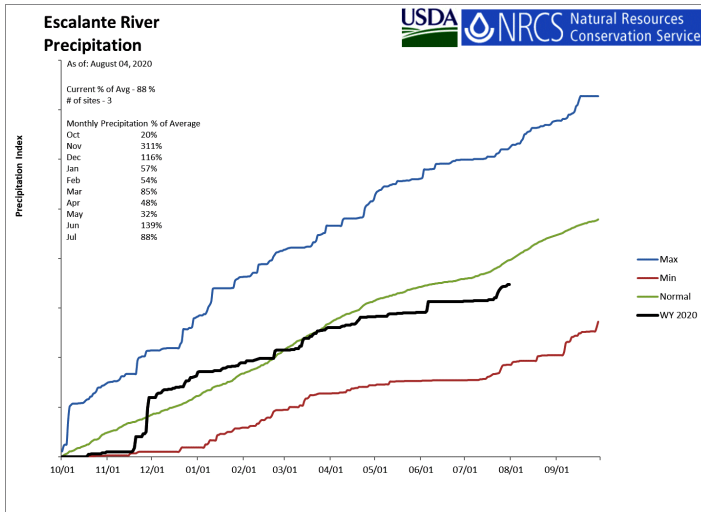 Escalante River
Precipitation
USDA
NRCS
Natural Resources
Conservation Service
As of: August 04, 2020
Current % of Avg - 88 %
# of sites - 3
Monthly Precipitation % of Average
Oct 20%
Nov 311%
Dec 116%
Jan 57%
Feb 54%
Mar 85%
Apr 48%
May 32%
Jun 139%
Jul 88%
Precipitation Index
Max
Min
Normal
WY 2020
10/01 11/01 12/01 01/01 02/01 03/01 04/01 05/01 06/01 07/01 08/01 09/01